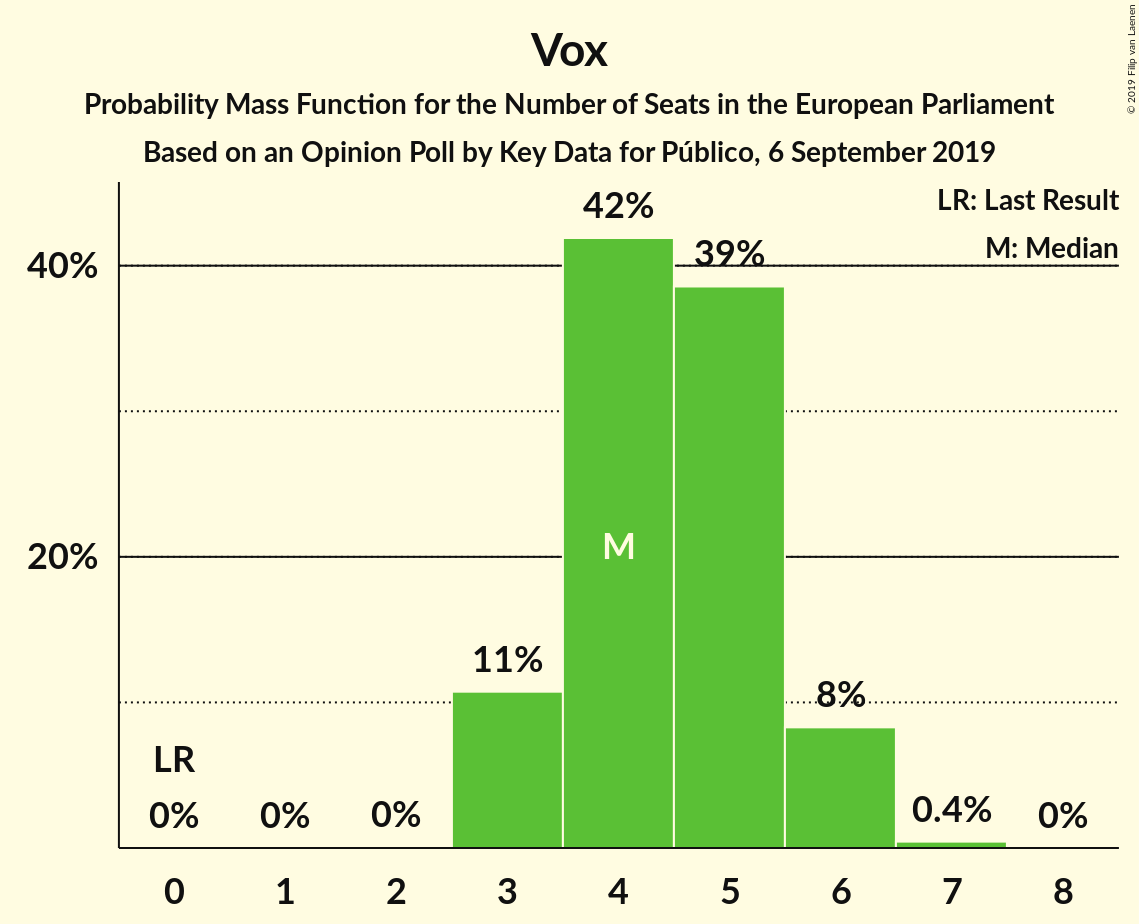 Vox
Probability Mass Function for the Number of Seats in the European Parliament
Based on an Opinion Poll by Key Data for Público, 6 September 2019
© 2019 Filip van Laenen
LR: Last Result
M: Median
42%
39%
40%
M
20%
11%
8%
LR
0%
0%
0%
0.4%
0%
0 1 2 3 4 5 6 7 8